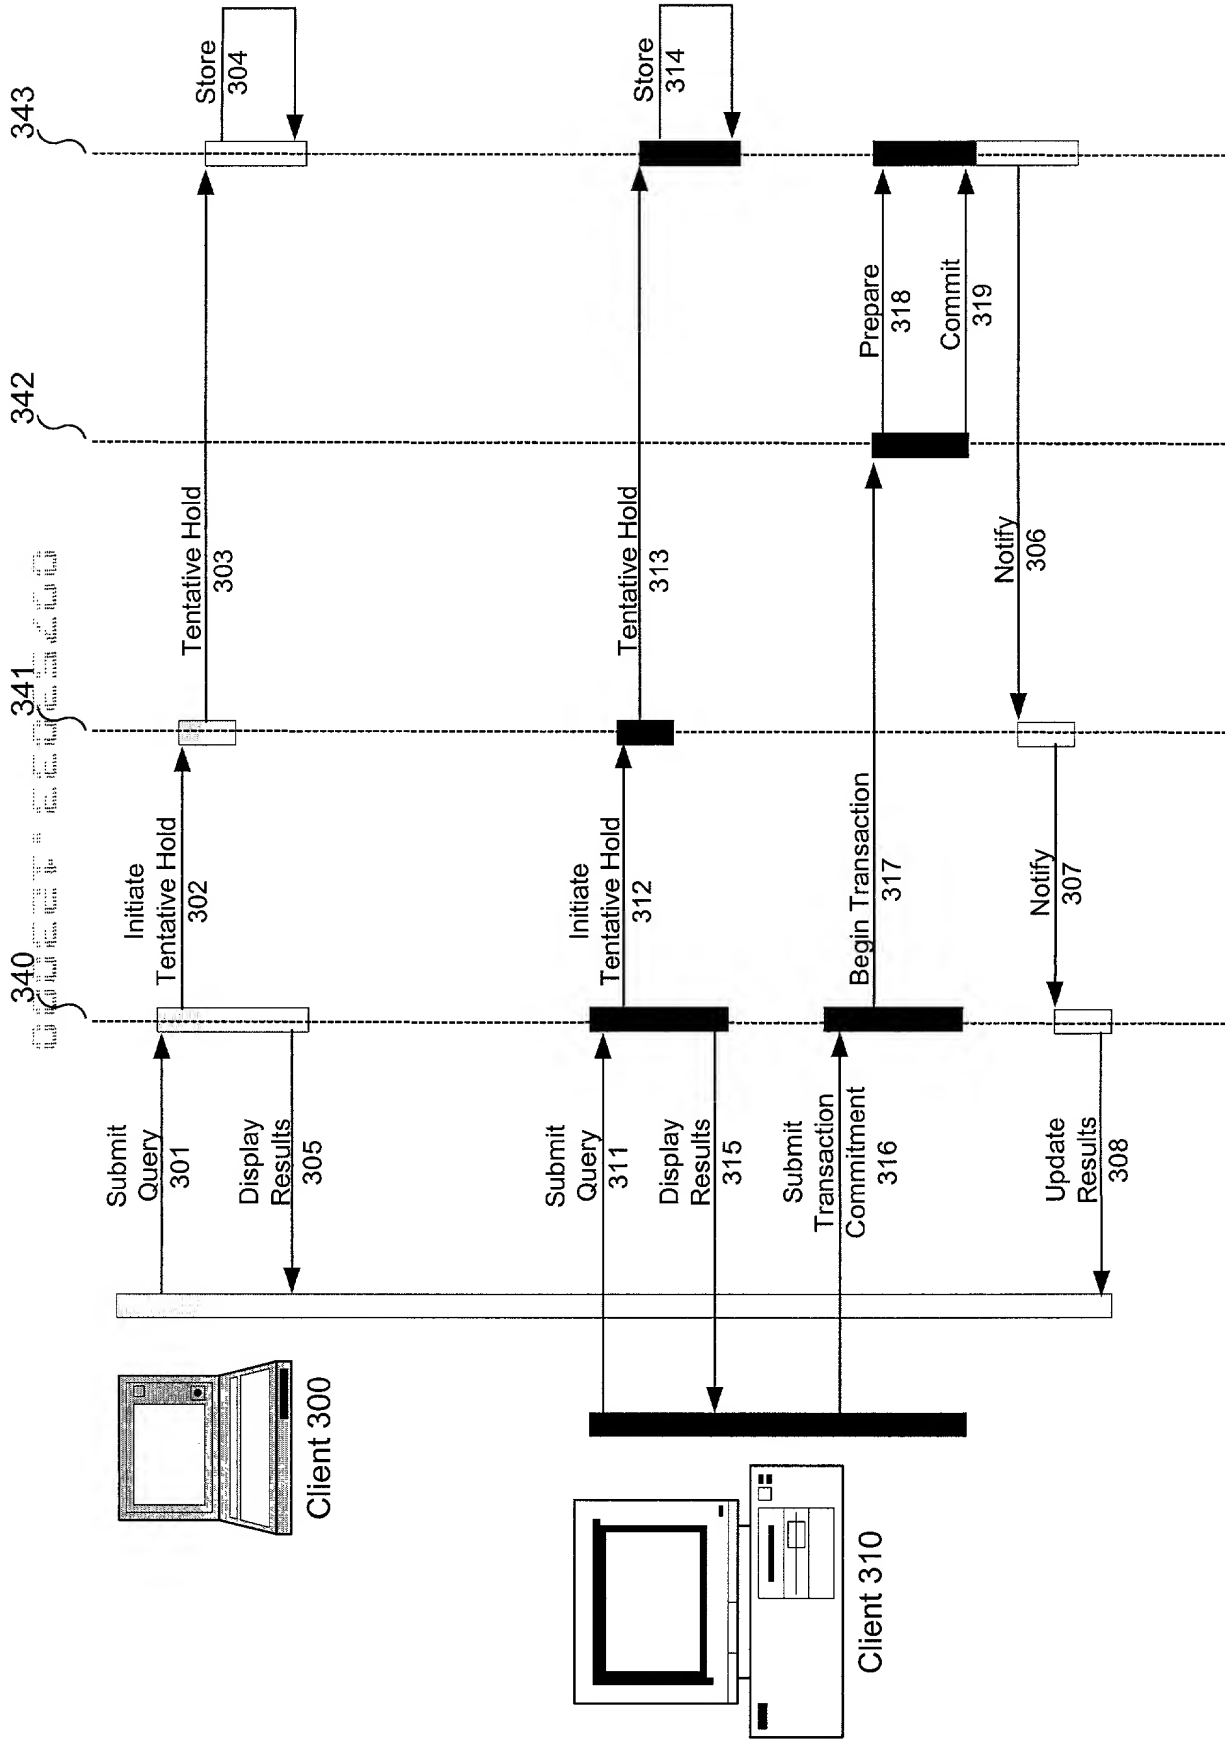 340
341
342
343
Submit
Query
301
Initiate
Tentative Hold
302
Tentative Hold
303
Store
304
Display
Results
305
Client 300
Submit
Query
311
Initiate
Tentative Hold
312
Tentative Hold
313
Store
314
Display
Results
315
Submit
Transaction
Commitment
316
Begin Transaction
317
Prepare
318
Commit
319
Client 310
Notify
306
Notify
307
Update
Results
308